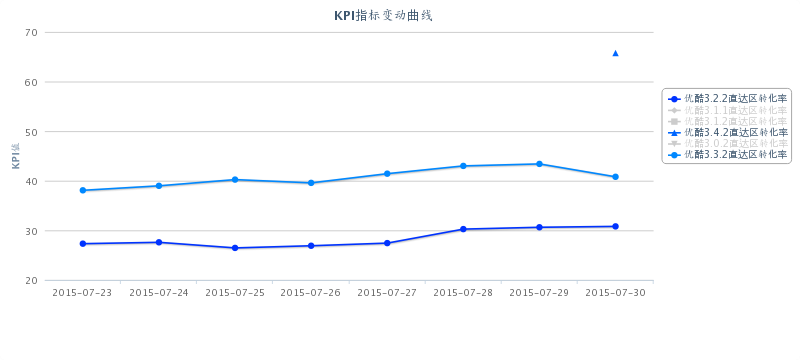 KPI指标变动曲线
70
60
50
40
30
20
KPI值
2015-07-23
2015-07-24
2015-07-25
2015-07-26
2015-07-27
2015-07-28
2015-07-29
2015-07-30
优酷3.2.2直达区转化率
优酷3.1.1直达区转化率
优酷3.1.2直达区转化率
优酷3.4.2直达区转化率
优酷3.0.2直达区转化率
优酷3.3.2直达区转化率